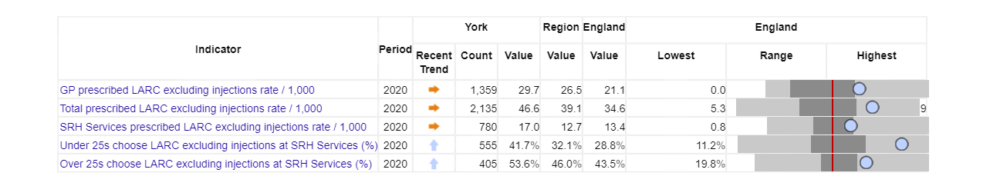 York Region England England
Indicator Period
Recent Count Value Value Value Lowest Range Highest
Trend
GP prescribed LARC excluding injections rate / 1,000 2020 1,359 29.7 26.5 21.1 0.0
Total prescribed LARC excluding injections rate / 1,000 2020 2,135 46.6 39.1 34.6 5.3 9
SRH Services prescribed LARC excluding injections rate / 1,000 2020 780 17.0 12.7 13.4 0.8
Under 25s choose LARC excluding injections at SRH Services (%) 2020 555 41.7% 32.1% 28.8% 11.2%
Over 25s choose LARC excluding injections at SRH Services (%) 2020 405 53.6% 46.0% 43.5% 19.8%